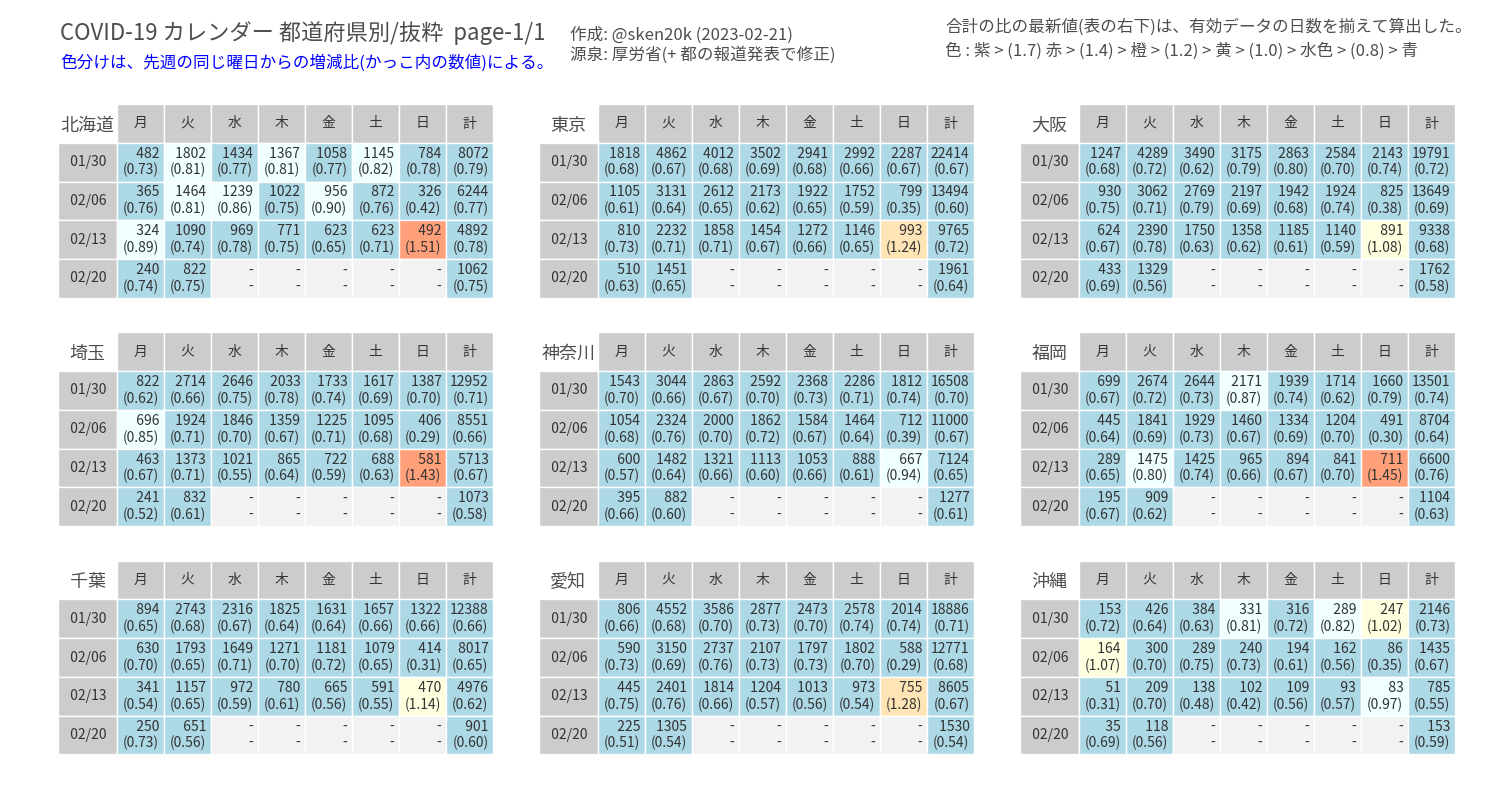 COVID-19 カレンダー 都道府県別/抜粋 page-1/1
色分けは、先週の同じ曜日からの増減比(かっこ内の数値)による。
作成: @sken20k (2023-02-21)
源泉: 厚労省(+ 都の報道発表で修正)
合計の比の最新値(表の右下)は、有効データの日数を揃えて算出した。
色 : 紫 > (1.7) 赤 > (1.4) 橙 > (1.2) > 黄 > (1.0) > 水色 > (0.8) > 青
北海道 月 火 水 木 金 土 日 計
01/30 482 1802 1434 1367 1058 1145 784 8072
(0.73) (0.81) (0.77) (0.81) (0.77) (0.82) (0.78) (0.79)
02/06 365 1464 1239 1022 956 872 326 6244
(0.76) (0.81) (0.86) (0.75) (0.90) (0.76) (0.42) (0.77)
02/13 324 1090 969 771 623 623 492 4892
(0.89) (0.74) (0.78) (0.75) (0.65) (0.71) (1.51) (0.78)
02/20 240 822 - - - - - 1062
(0.74) (0.75) - - - - - (0.75)
東京 月 火 水 木 金 土 日 計
01/30 1818 4862 4012 3502 2941 2992 2287 22414
(0.68) (0.67) (0.68) (0.69) (0.68) (0.66) (0.67) (0.67)
02/06 1105 3131 2612 2173 1922 1752 799 13494
(0.61) (0.64) (0.65) (0.62) (0.65) (0.59) (0.35) (0.60)
02/13 810 2232 1858 1454 1272 1146 993 9765
(0.73) (0.71) (0.71) (0.67) (0.66) (0.65) (1.24) (0.72)
02/20 510 1451 - - - - - 1961
(0.63) (0.65) - - - - - (0.64)
大阪 月 火 水 木 金 土 日 計
01/30 1247 4289 3490 3175 2863 2584 2143 19791
(0.68) (0.72) (0.62) (0.79) (0.80) (0.70) (0.74) (0.72)
02/06 930 3062 2769 2197 1942 1924 825 13649
(0.75) (0.71) (0.79) (0.69) (0.68) (0.74) (0.38) (0.69)
02/13 624 2390 1750 1358 1185 1140 891 9338
(0.67) (0.78) (0.63) (0.62) (0.61) (0.59) (1.08) (0.68)
02/20 433 1329 - - - - - 1762
(0.69) (0.56) - - - - - (0.58)
埼玉 月 火 水 木 金 土 日 計
01/30 822 2714 2646 2033 1733 1617 1387 12952
(0.62) (0.66) (0.75) (0.78) (0.74) (0.69) (0.70) (0.71)
02/06 696 1924 1846 1359 1225 1095 406 8551
(0.85) (0.71) (0.70) (0.67) (0.71) (0.68) (0.29) (0.66)
02/13 463 1373 1021 865 722 688 581 5713
(0.67) (0.71) (0.55) (0.64) (0.59) (0.63) (1.43) (0.67)
02/20 241 832 - - - - - 1073
(0.52) (0.61) - - - - - (0.58)
神奈川 月 火 水 木 金 土 日 計
01/30 1543 3044 2863 2592 2368 2286 1812 16508
(0.70) (0.66) (0.67) (0.70) (0.73) (0.71) (0.74) (0.70)
02/06 1054 2324 2000 1862 1584 1464 712 11000
(0.68) (0.76) (0.70) (0.72) (0.67) (0.64) (0.39) (0.67)
02/13 600 1482 1321 1113 1053 888 667 7124
(0.57) (0.64) (0.66) (0.60) (0.66) (0.61) (0.94) (0.65)
02/20 395 882 - - - - - 1277
(0.66) (0.60) - - - - - (0.61)
福岡 月 火 水 木 金 土 日 計
01/30 699 2674 2644 2171 1939 1714 1660 13501
(0.67) (0.72) (0.73) (0.87) (0.74) (0.62) (0.79) (0.74)
02/06 445 1841 1929 1460 1334 1204 491 8704
(0.64) (0.69) (0.73) (0.67) (0.69) (0.70) (0.30) (0.64)
02/13 289 1475 1425 965 894 841 711 6600
(0.65) (0.80) (0.74) (0.66) (0.67) (0.70) (1.45) (0.76)
02/20 195 909 - - - - - 1104
(0.67) (0.62) - - - - - (0.63)
千葉 月 火 水 木 金 土 日 計
01/30 894 2743 2316 1825 1631 1657 1322 12388
(0.65) (0.68) (0.67) (0.64) (0.64) (0.66) (0.66) (0.66)
02/06 630 1793 1649 1271 1181 1079 414 8017
(0.70) (0.65) (0.71) (0.70) (0.72) (0.65) (0.31) (0.65)
02/13 341 1157 972 780 665 591 470 4976
(0.54) (0.65) (0.59) (0.61) (0.56) (0.55) (1.14) (0.62)
02/20 250 651 - - - - - 901
(0.73) (0.56) - - - - - (0.60)
愛知 月 火 水 木 金 土 日 計
01/30 806 4552 3586 2877 2473 2578 2014 18886
(0.66) (0.68) (0.70) (0.73) (0.70) (0.74) (0.74) (0.71)
02/06 590 3150 2737 2107 1797 1802 588 12771
(0.73) (0.69) (0.76) (0.73) (0.73) (0.70) (0.29) (0.68)
02/13 445 2401 1814 1204 1013 973 755 8605
(0.75) (0.76) (0.66) (0.57) (0.56) (0.54) (1.28) (0.67)
02/20 225 1305 - - - - - 1530
(0.51) (0.54) - - - - - (0.54)
沖縄 月 火 水 木 金 土 日 計
01/30 153 426 384 331 316 289 247 2146
(0.72) (0.64) (0.63) (0.81) (0.72) (0.82) (1.02) (0.73)
02/06 164 300 289 240 194 162 86 1435
(1.07) (0.70) (0.75) (0.73) (0.61) (0.56) (0.35) (0.67)
02/13 51 209 138 102 109 93 83 785
(0.31) (0.70) (0.48) (0.42) (0.56) (0.57) (0.97) (0.55)
02/20 35 118 - - - - - 153
(0.69) (0.56) - - - - - (0.59)